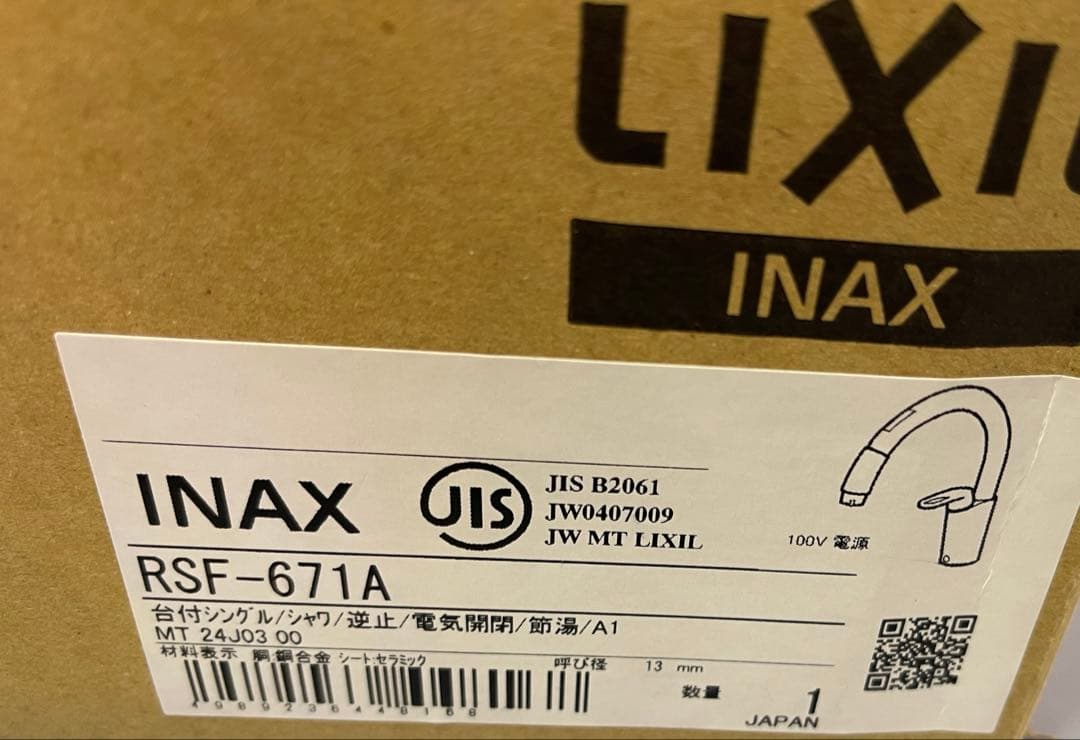 LIXIL
INAX
INAX
JIS
JIS B2061
JW0407009
JW MT LIXIL
100V 電源
RSF-671A
台付シングル/シャワ/逆止/電気開閉/節湯/A1
MT 24J03 00
材料表示 胴:銅合金 シート:セラミック 呼び径 13 mm
数量 1
JAPAN